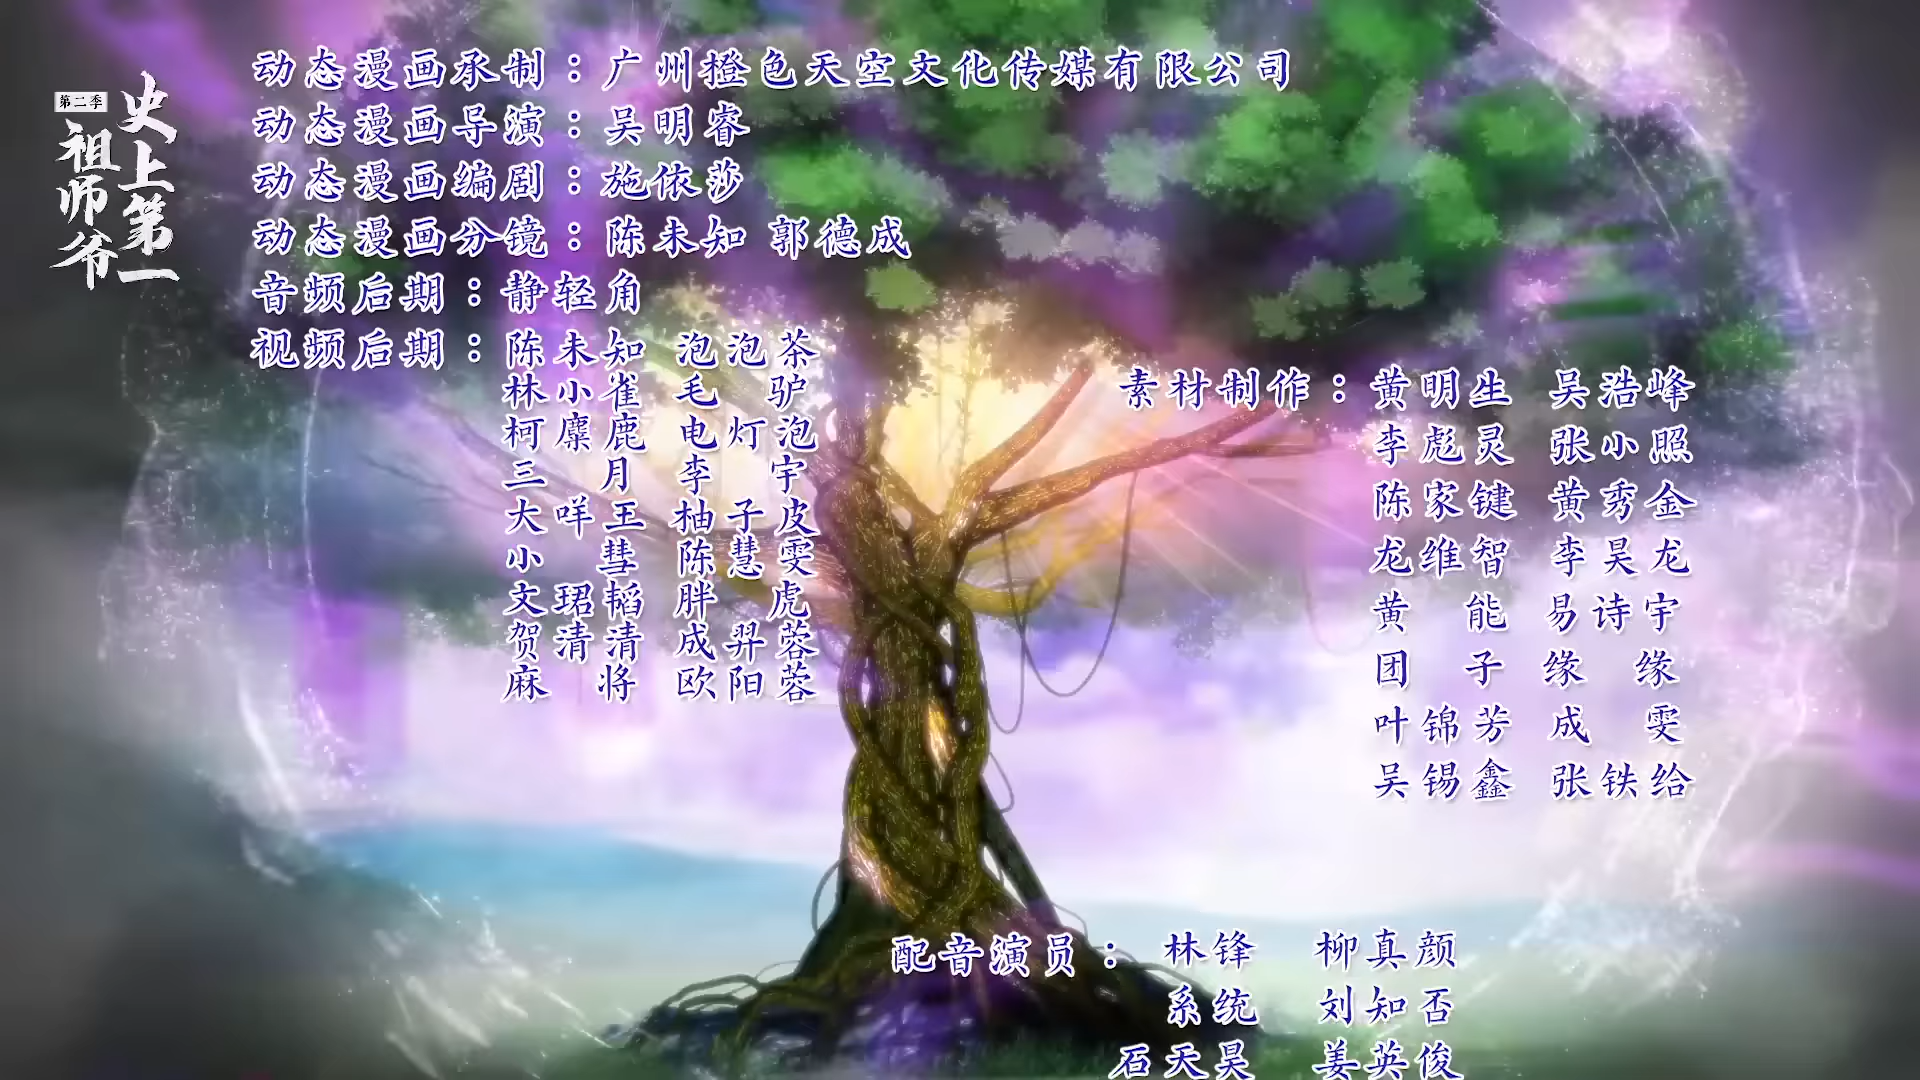 第二季
史上第一
祖师爷
动态漫画承制：广州橙色天空文化传媒有限公司
动态漫画导演：吴明睿
动态漫画编剧：施依莎
动态漫画分镜：陈未知 郭德成
音频后期：静轻角
视频后期：陈未知 泡泡茶
林小雀 毛驴
柯麇鹿 电灯泡
三月 李宇
大咩王 柚子皮
小彗 陈慧雯
文珺韬 胖虎
贺清清 成羿蓉
麻将 欧阳蓉
素材制作：黄明生 吴浩峰
李彪灵 张小照
陈家键 黄秀金
龙维智 李昊龙
黄能 易诗宇
团子 缘缘
叶锦芳 成雯
吴锡鑫 张铁给
配音演员：林锋 柳真颜
系统 刘知否
石天昊 姜英俊